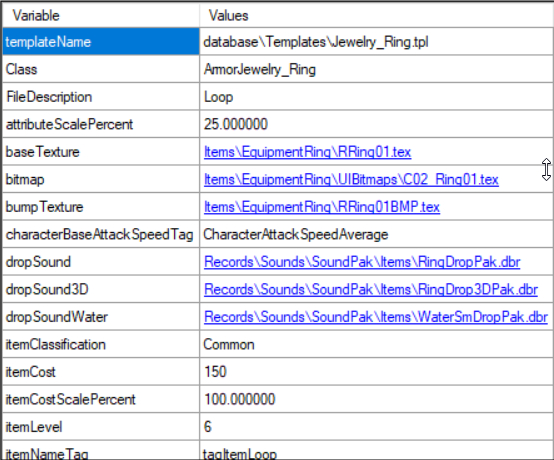 Variable Values
templateName database\Templates\Jewelry_Ring.tpl
Class ArmorJewelry_Ring
FileDescription Loop
attributeScalePercent 25.000000
baseTexture Items\EquipmentRing\RRing01.tex
bitmap Items\EquipmentRing\UIBitmaps\C02_Ring01.tex
bumpTexture Items\EquipmentRing\RRing01BMP.tex
characterBaseAttackSpeedTag CharacterAttackSpeedAverage
dropSound Records\Sounds\SoundPak\Items\RingDropPak.dbr
dropSound3D Records\Sounds\SoundPak\Items\RingDrop3DPak.dbr
dropSoundWater Records\Sounds\SoundPak\Items\WaterSmDropPak.dbr
itemClassification Common
itemCost 150
itemCostScalePercent 100.000000
itemLevel 6
itemNameTag tagItemLoop